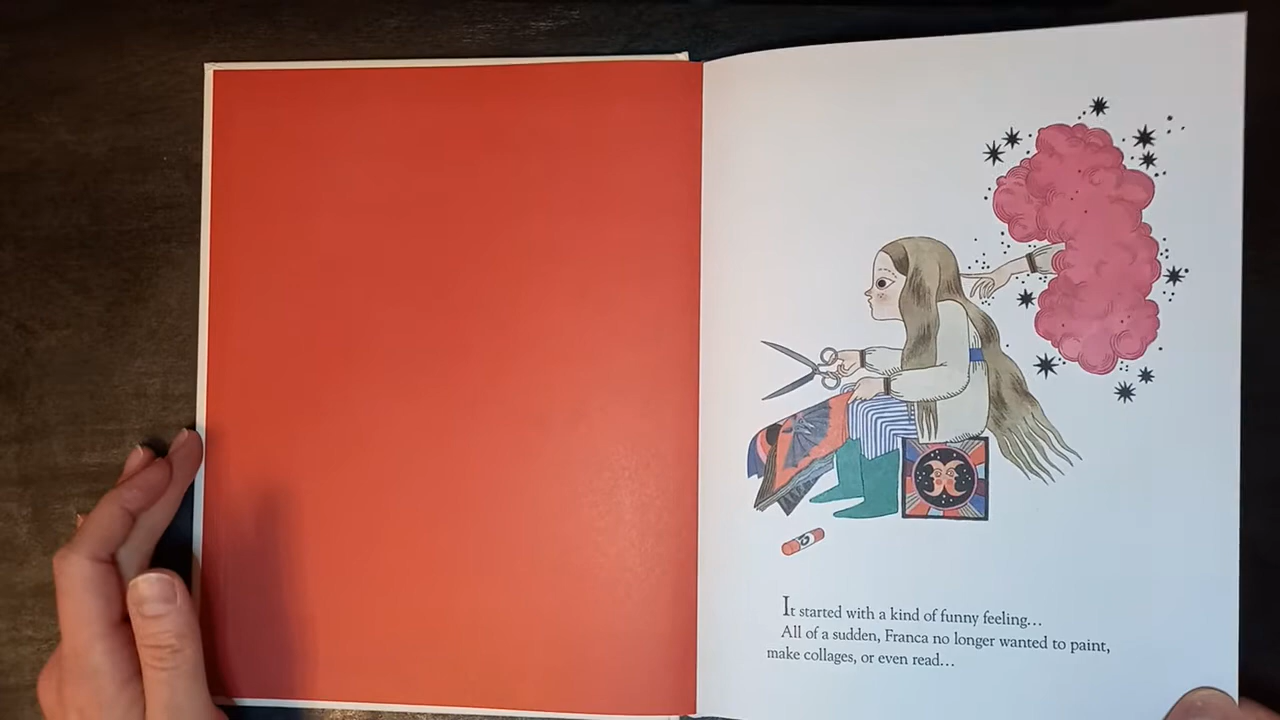 It started with a kind of funny feeling…
All of a sudden, Franca no longer wanted to paint,
make collages, or even read…